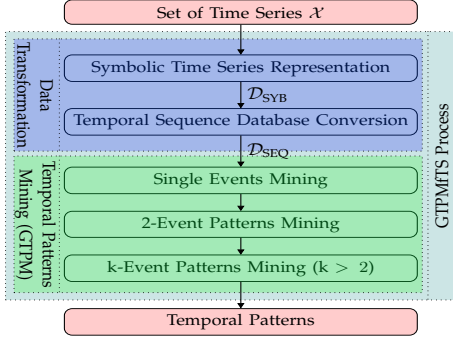 Set of Time Series 𝒳
Data
Transformation
Symbolic Time Series Representation
𝒟SYB
Temporal Sequence Database Conversion
𝒟SEQ
Temporal Patterns
Mining (GTPM)
Single Events Mining
2-Event Patterns Mining
k-Event Patterns Mining (k > 2)
GTPMfTS Process
Temporal Patterns